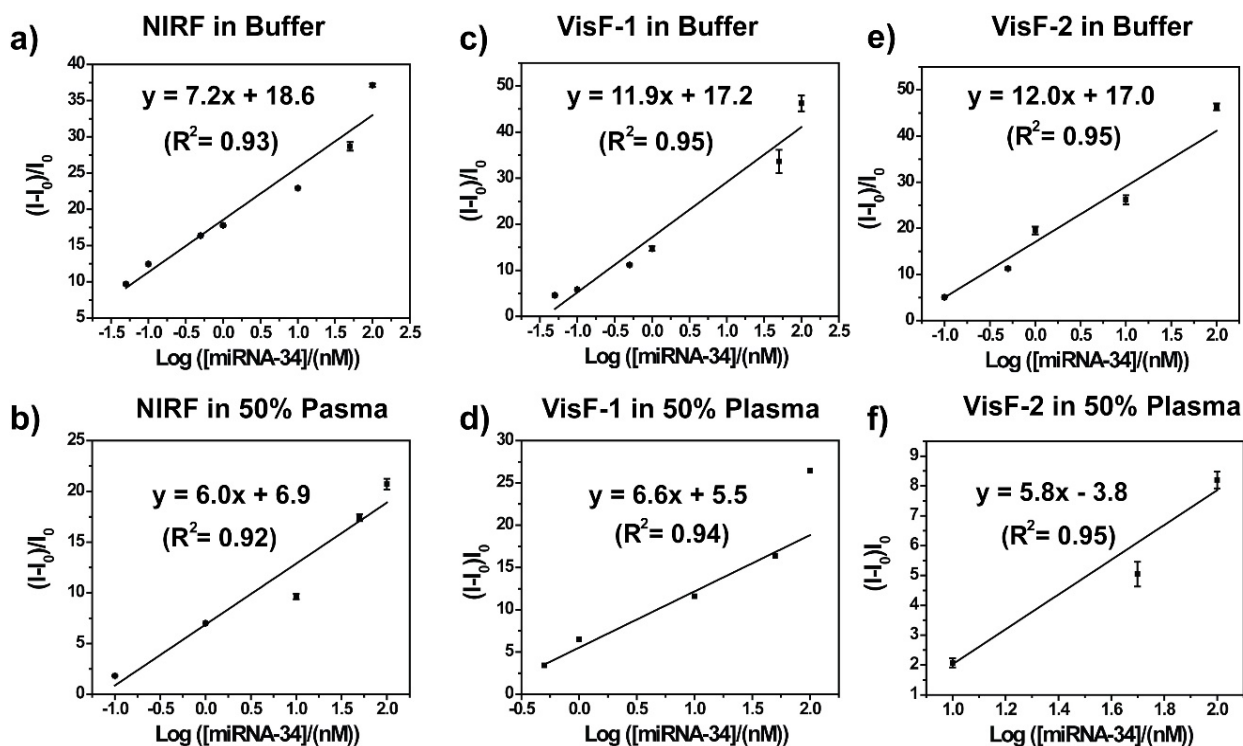 a)
NIRF in Buffer
y = 7.2x + 18.6
(R²= 0.93)
(I-I₀)/I₀
40
35
30
25
20
15
10
5
-1.0 -0.5 0.0 0.5 1.0 1.5 2.0 2.5
Log ([miRNA-34]/(nM))
c)
VisF-1 in Buffer
y = 11.9x + 17.2
(R²= 0.95)
(I-I₀)/I₀
50
40
30
20
10
0
-1.5 -1.0 -0.5 0.0 0.5 1.0 1.5 2.0 2.5
Log ([miRNA-34]/(nM))
e)
VisF-2 in Buffer
y = 12.0x + 17.0
(R²= 0.95)
(I-I₀)/I₀
50
40
30
20
10
0
-1.0 -0.5 0.0 0.5 1.0 1.5 2.0
Log ([miRNA-34]/(nM))
b)
NIRF in 50% Pasma
y = 6.0x + 6.9
(R²= 0.92)
(I-I₀)/I₀
25
20
15
10
5
0
-1.0 -0.5 0.0 0.5 1.0 1.5 2.0
Log ([miRNA-34]/(nM))
d)
VisF-1 in 50% Plasma
y = 6.6x + 5.5
(R²= 0.94)
(I-I₀)I₀
30
25
20
15
10
5
0
-0.5 0.0 0.5 1.0 1.5 2.0
Log ([miRNA-34]/(nM))
f)
VisF-2 in 50% Plasma
y = 5.8x - 3.8
(R²= 0.95)
(I-I₀)I₀
9
8
7
6
5
4
3
2
1
1.0 1.2 1.4 1.6 1.8 2.0
Log ([miRNA-34]/(nM))